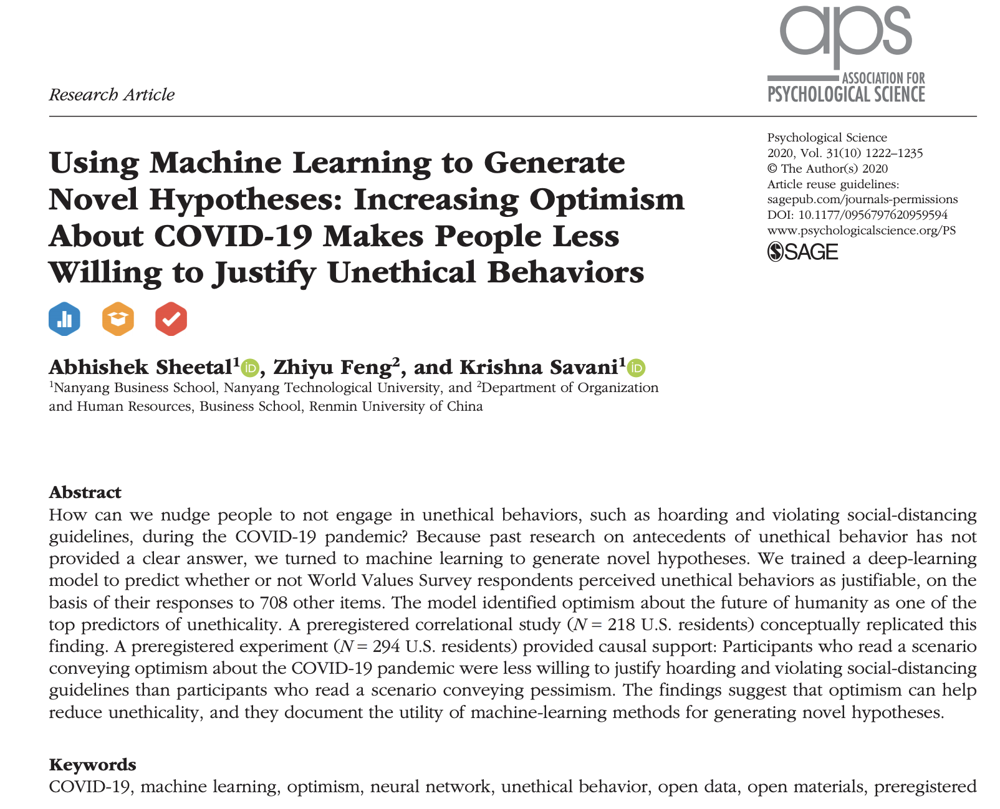 aps
ASSOCIATION FOR
PSYCHOLOGICAL SCIENCE
Research Article
Psychological Science
2020, Vol. 31(10) 1222–1235
© The Author(s) 2020
Article reuse guidelines:
sagepub.com/journals-permissions
DOI: 10.1177/0956797620959594
www.psychologicalscience.org/PS
SAGE
Using Machine Learning to Generate
Novel Hypotheses: Increasing Optimism
About COVID-19 Makes People Less
Willing to Justify Unethical Behaviors
Abhishek Sheetal¹ iD, Zhiyu Feng², and Krishna Savani¹ iD
¹Nanyang Business School, Nanyang Technological University, and ²Department of Organization
and Human Resources, Business School, Renmin University of China
Abstract
How can we nudge people to not engage in unethical behaviors, such as hoarding and violating social-distancing
guidelines, during the COVID-19 pandemic? Because past research on antecedents of unethical behavior has not
provided a clear answer, we turned to machine learning to generate novel hypotheses. We trained a deep-learning
model to predict whether or not World Values Survey respondents perceived unethical behaviors as justifiable, on the
basis of their responses to 708 other items. The model identified optimism about the future of humanity as one of the
top predictors of unethicality. A preregistered correlational study (N = 218 U.S. residents) conceptually replicated this
finding. A preregistered experiment (N = 294 U.S. residents) provided causal support: Participants who read a scenario
conveying optimism about the COVID-19 pandemic were less willing to justify hoarding and violating social-distancing
guidelines than participants who read a scenario conveying pessimism. The findings suggest that optimism can help
reduce unethicality, and they document the utility of machine-learning methods for generating novel hypotheses.
Keywords
COVID-19, machine learning, optimism, neural network, unethical behavior, open data, open materials, preregistered